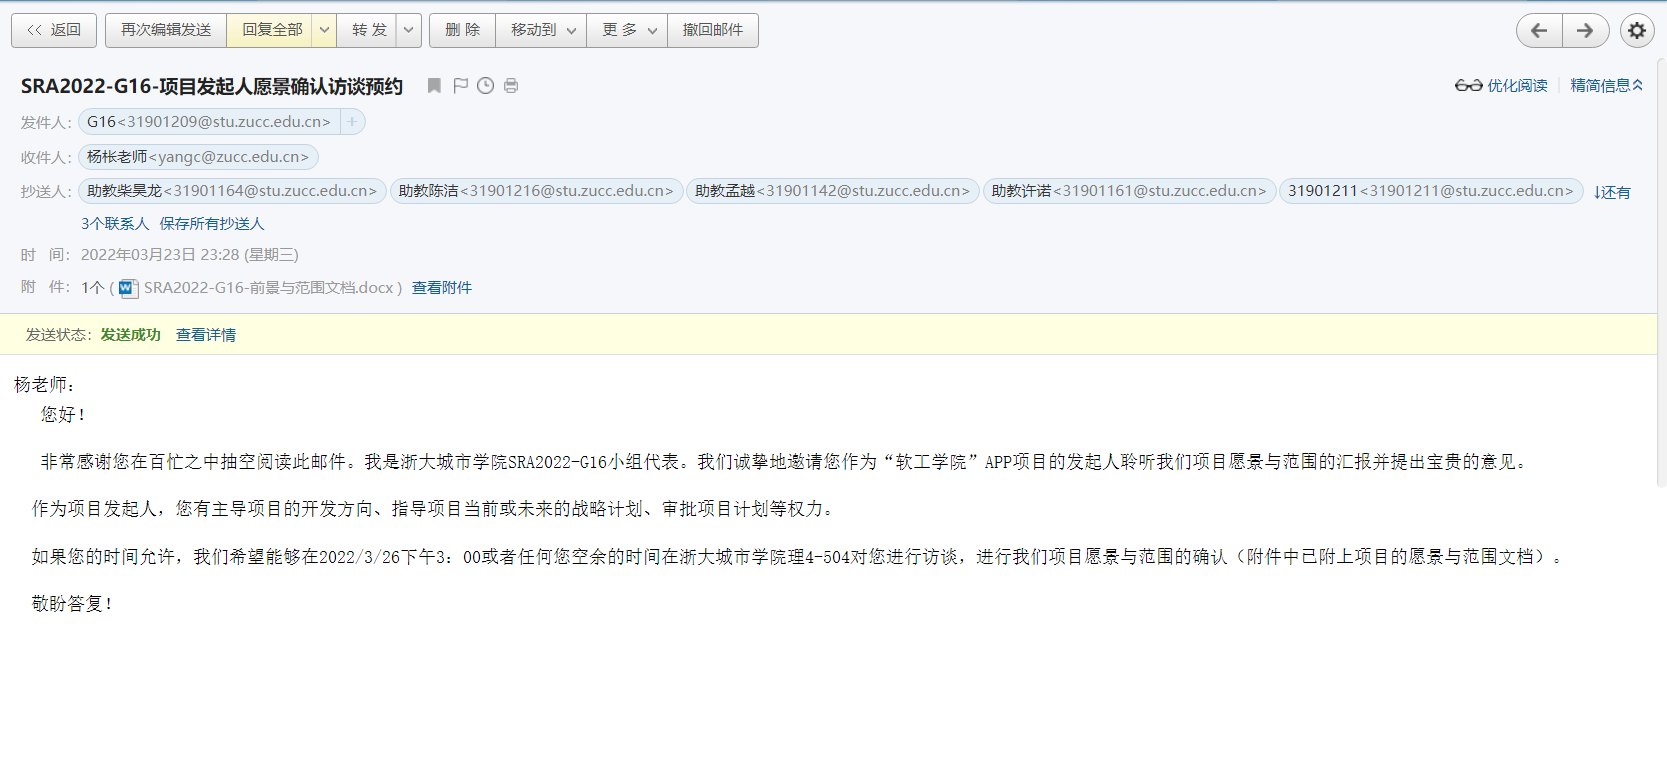 << 返回 再次编辑发送 回复全部 转 发 删 除 移动到 更 多 撤回邮件
SRA2022-G16-项目发起人愿景确认访谈预约 优化阅读 精简信息
发件人： G16<31901209@stu.zucc.edu.cn> +
收件人： 杨枨老师<yangc@zucc.edu.cn>
抄送人： 助教柴昊龙<31901164@stu.zucc.edu.cn> 助教陈洁<31901216@stu.zucc.edu.cn> 助教孟越<31901142@stu.zucc.edu.cn> 助教许诺<31901161@stu.zucc.edu.cn> 31901211<31901211@stu.zucc.edu.cn> ↓还有
3个联系人 保存所有抄送人
时 间： 2022年03月23日 23:28 (星期三)
附 件： 1个 ( SRA2022-G16-前景与范围文档.docx ) 查看附件
发送状态： 发送成功 查看详情
杨老师：
您好！
非常感谢您在百忙之中抽空阅读此邮件。我是浙大城市学院SRA2022-G16小组代表。我们诚挚地邀请您作为“软工学院”APP项目的发起人聆听我们项目愿景与范围的汇报并提出宝贵的意见。
作为项目发起人，您有主导项目的开发方向、指导项目当前或未来的战略计划、审批项目计划等权力。
如果您的时间允许，我们希望能够在2022/3/26下午3：00或者任何您空余的时间在浙大城市学院理4-504对您进行访谈，进行我们项目愿景与范围的确认（附件中已附上项目的愿景与范围文档）。
敬盼答复！